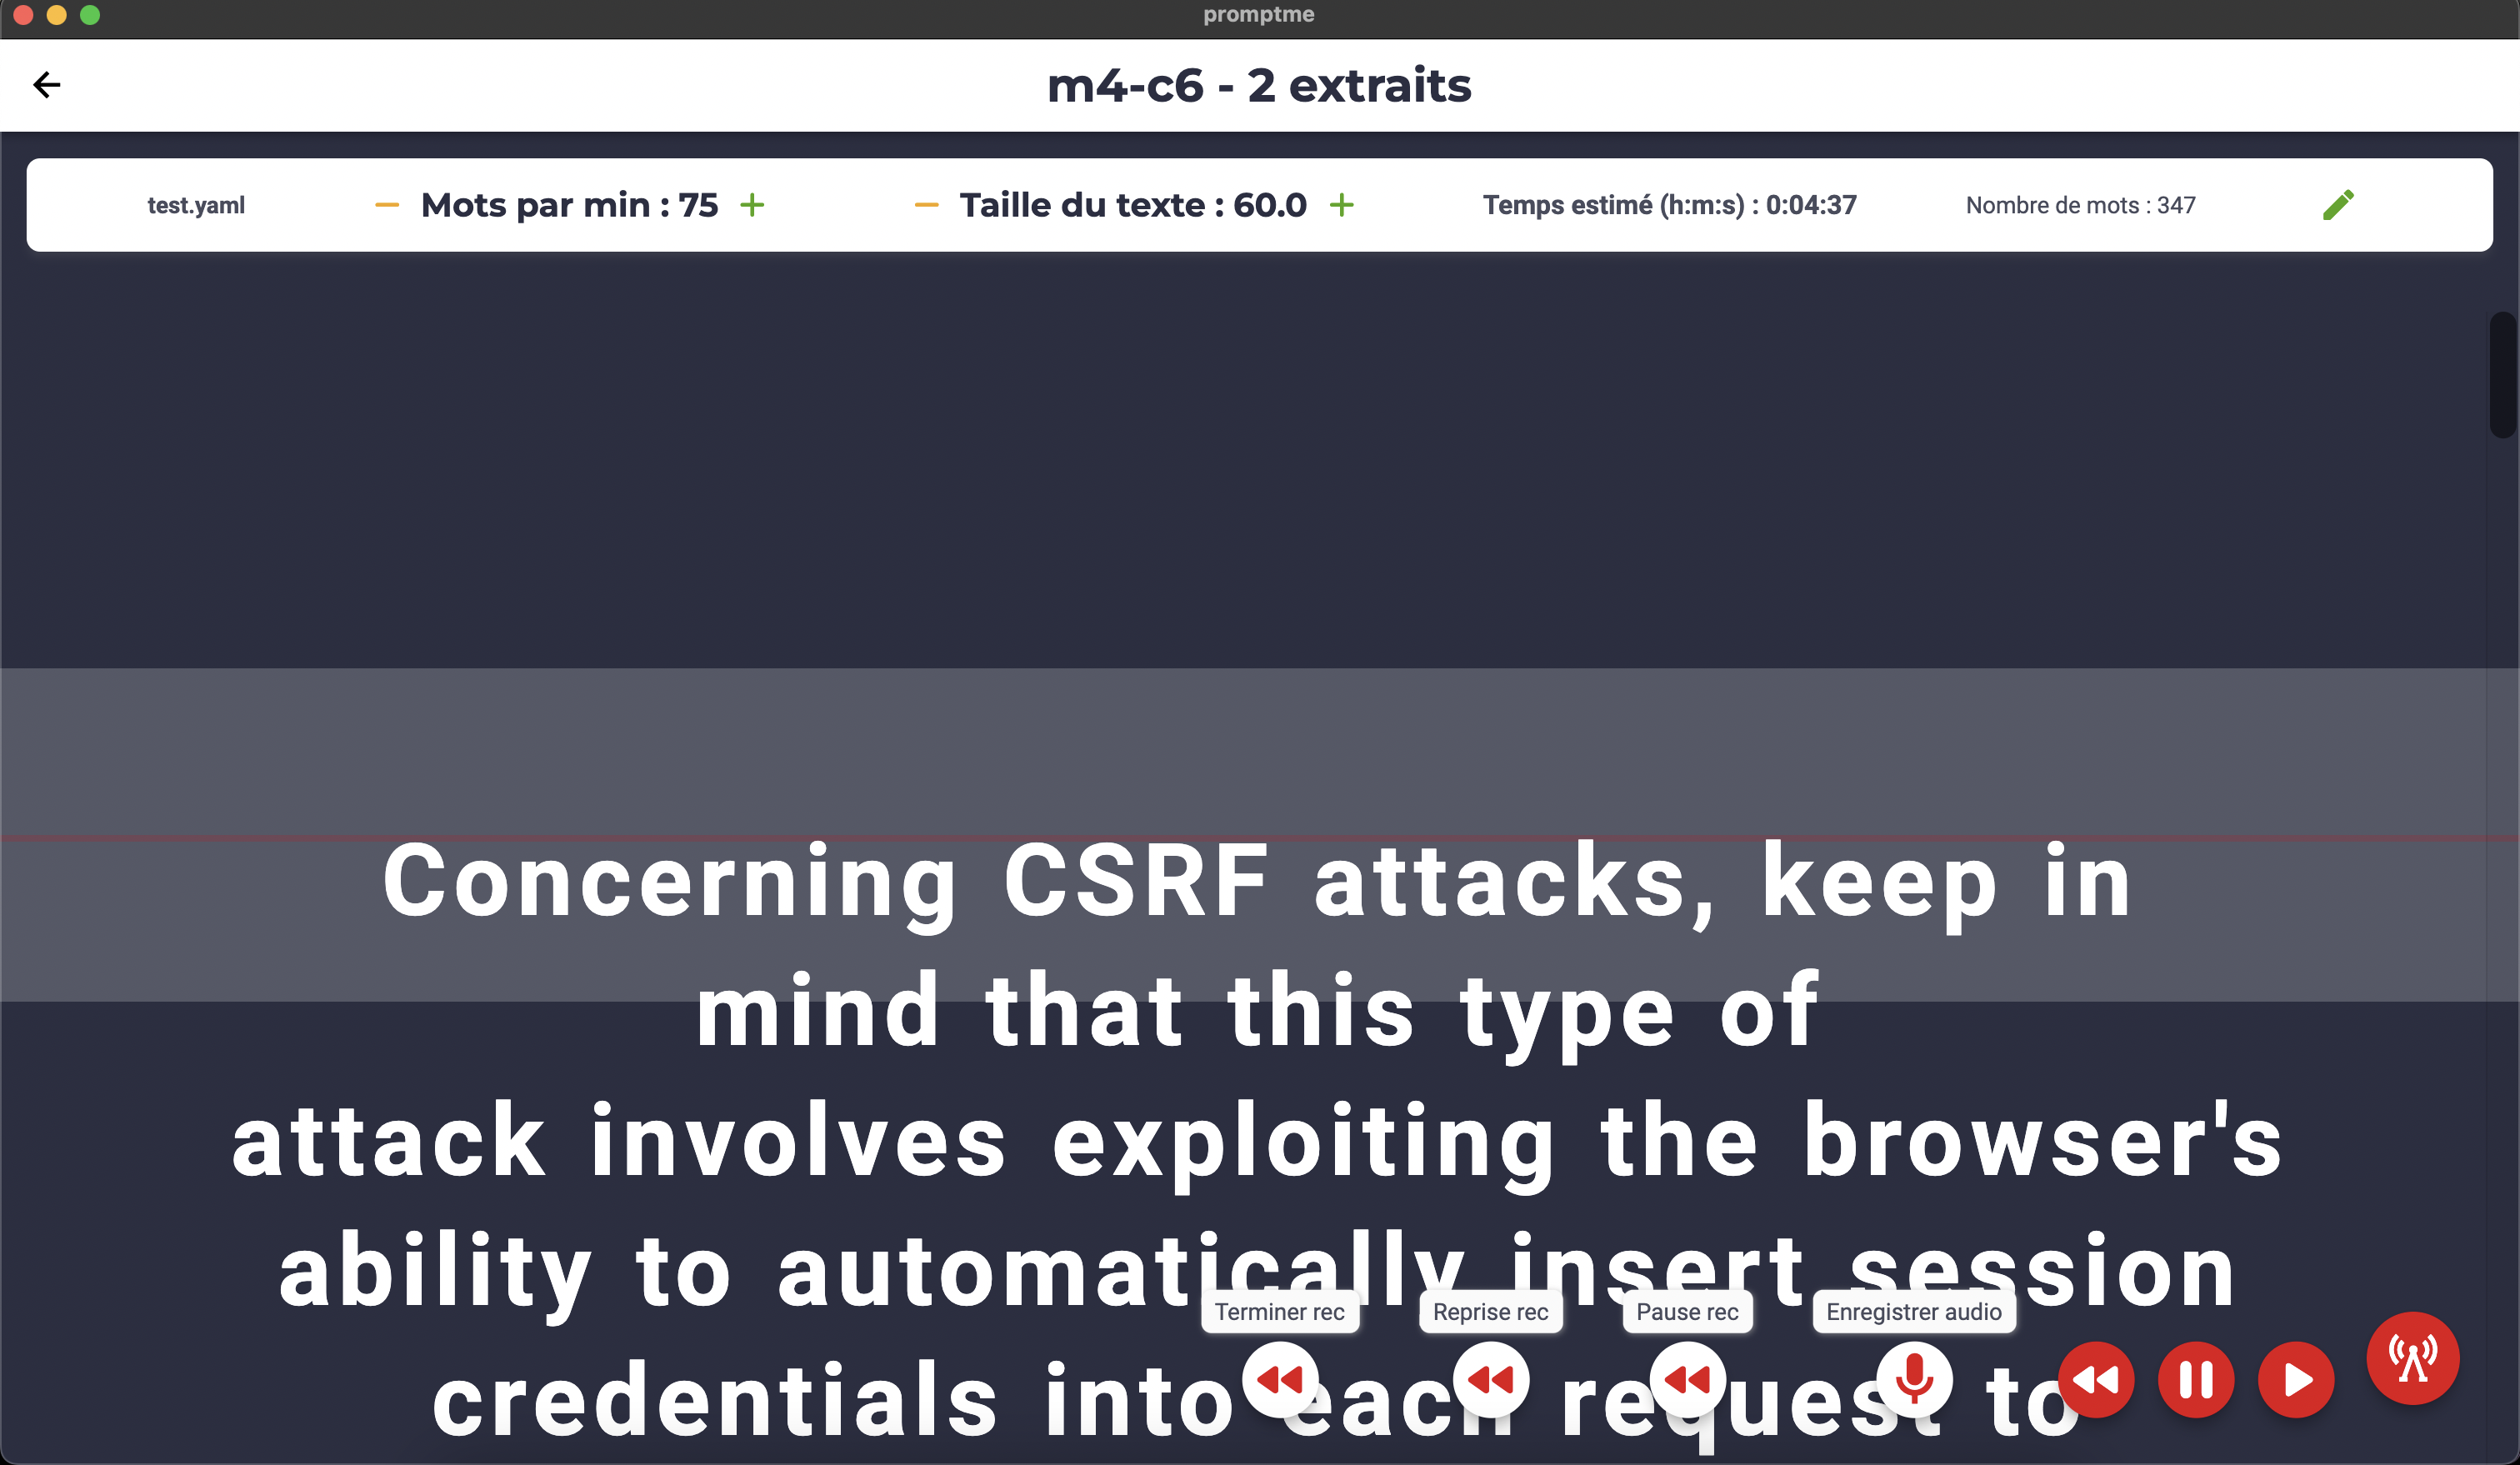 promptme
m4-c6 - 2 extraits
test.yaml
Mots par min : 75
Taille du texte : 60.0
Temps estimé (h:m:s) : 0:04:37
Nombre de mots : 347
Concerning CSRF attacks, keep in
mind that this type of
attack involves exploiting the browser's
ability to automatically insert session
credentials into each request to
Terminer rec
Reprise rec
Pause rec
Enregistrer audio